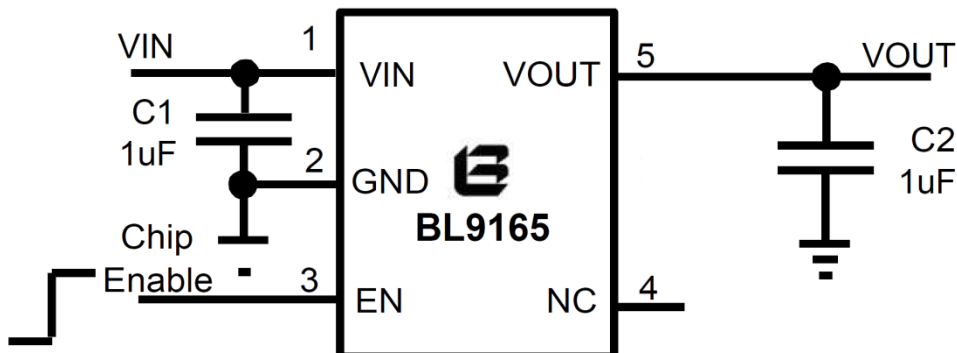 VIN
1
VIN
C1
1uF
2
GND
Chip
Enable
3
EN
BL9165
VOUT
5
VOUT
C2
1uF
NC
4